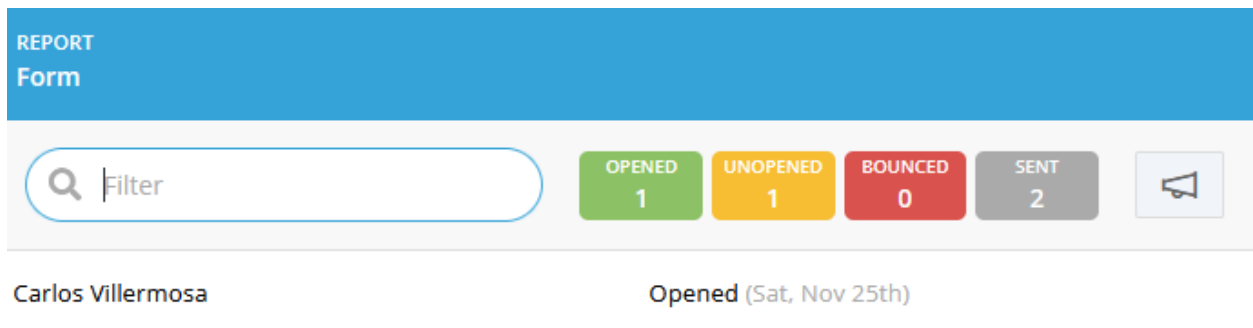 REPORT
Form
Filter
OPENED UNOPENED BOUNCED SENT
1 1 0 2
Carlos Villermosa Opened (Sat, Nov 25th)